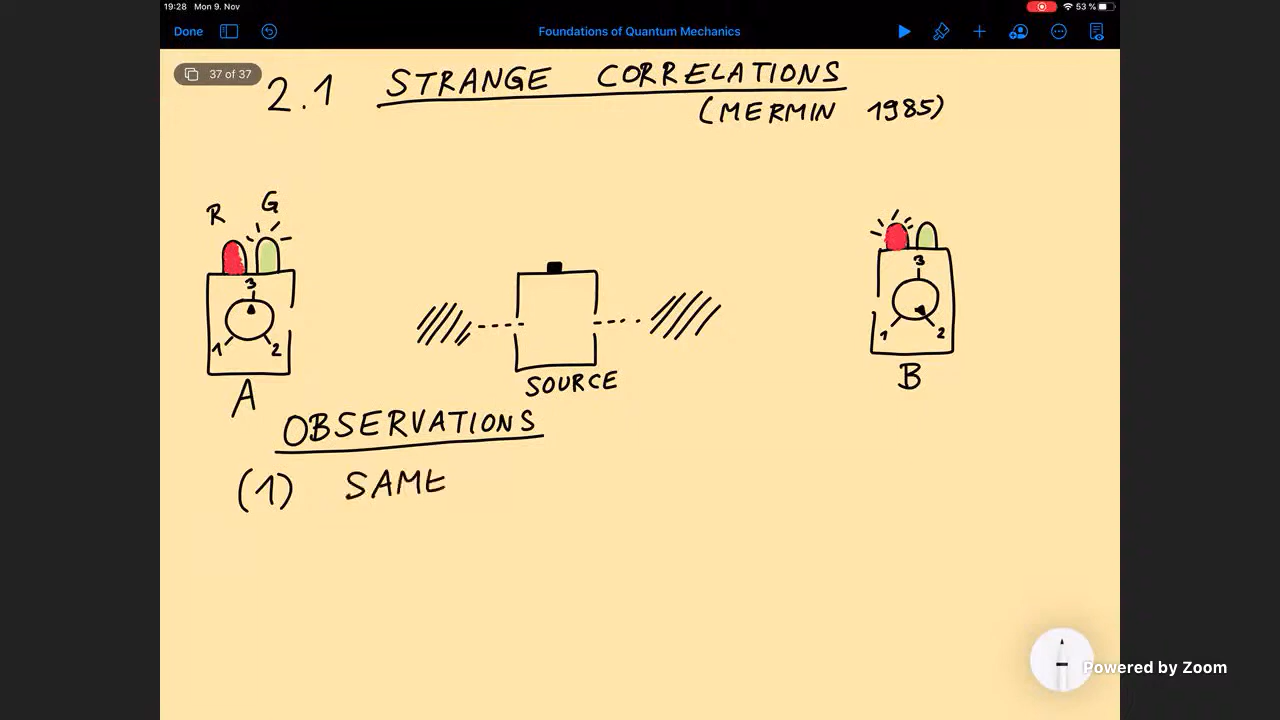 19:28 Mon 9. Nov
53 %
Done
Foundations of Quantum Mechanics
37 of 37
2.1 STRANGE CORRELATIONS
(MERMIN 1985)
R G
3
1 2
A
SOURCE
3
1 2
B
OBSERVATIONS
(1) SAME
Powered by Zoom